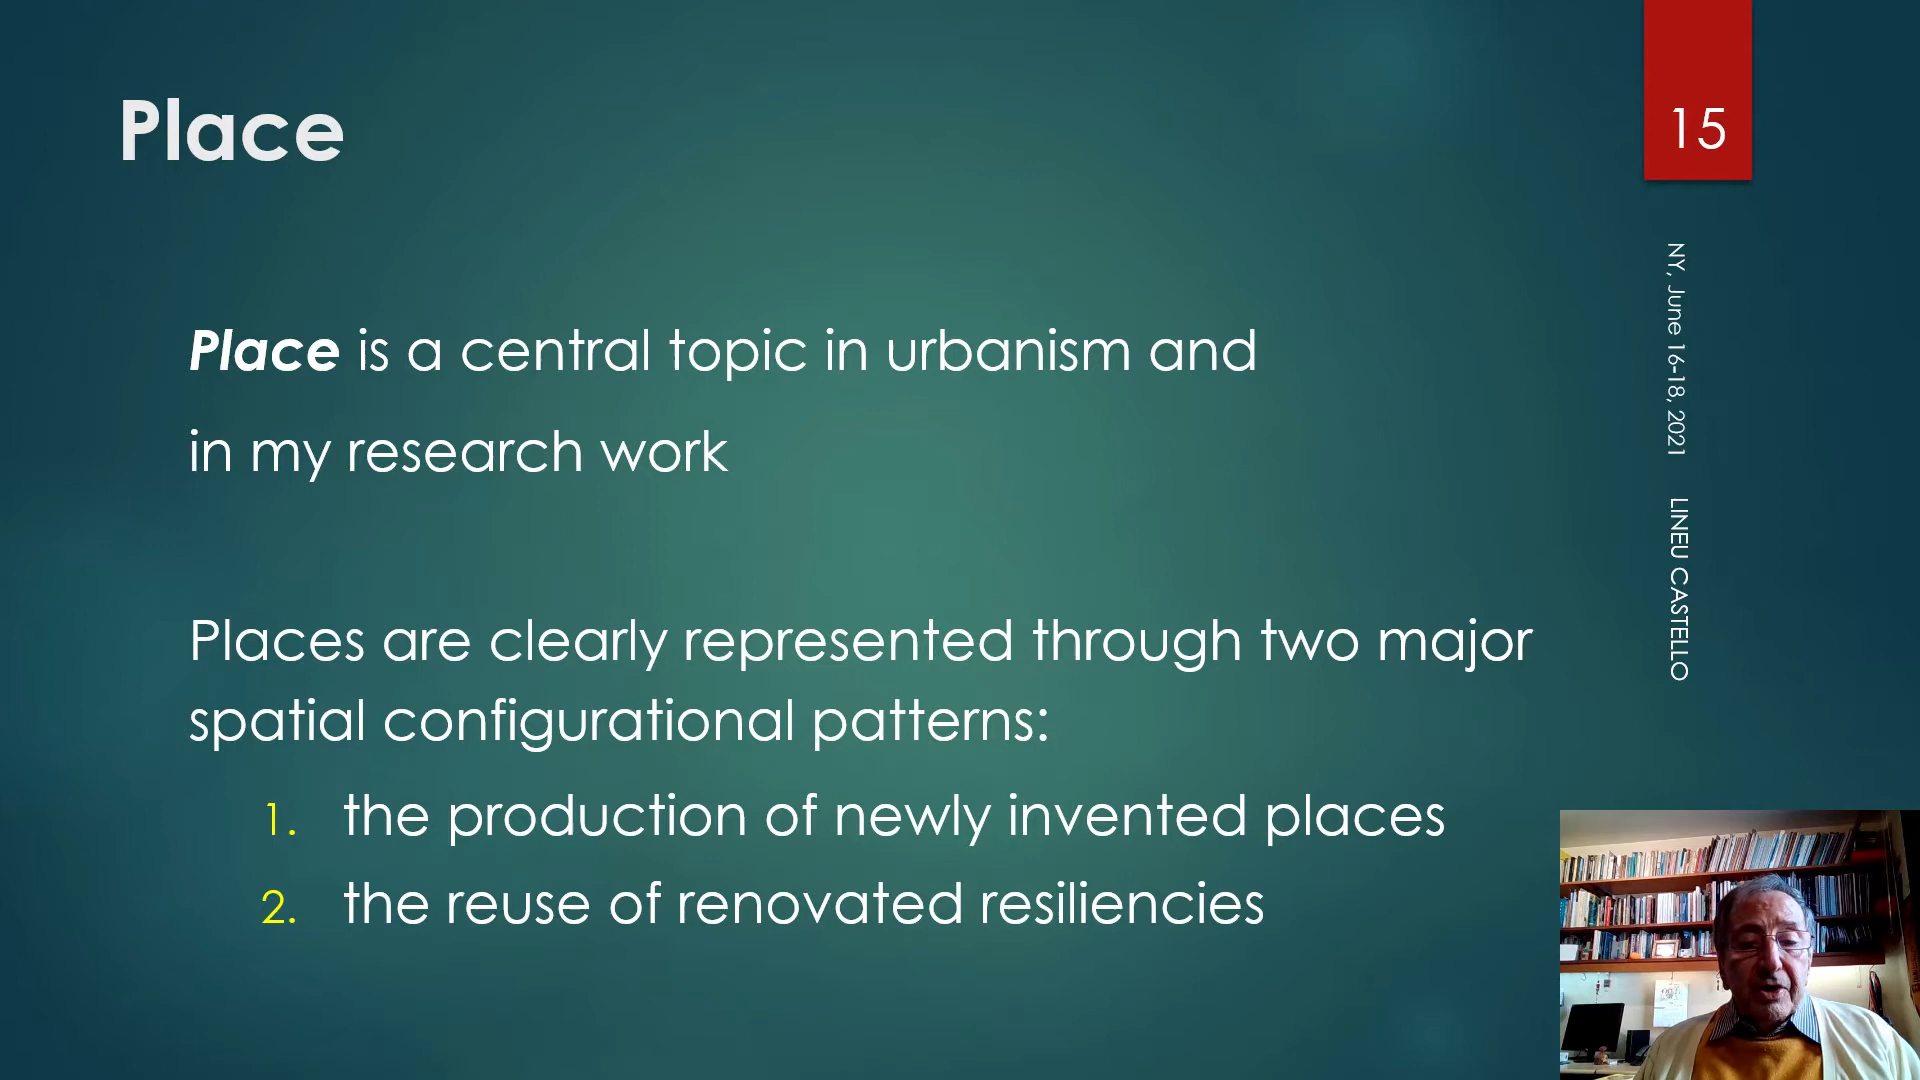 Place
15
Place is a central topic in urbanism and
in my research work
Places are clearly represented through two major
spatial configurational patterns:
1. the production of newly invented places
2. the reuse of renovated resiliencies
NY, June 16-18, 2021
LINEU CASTELLO